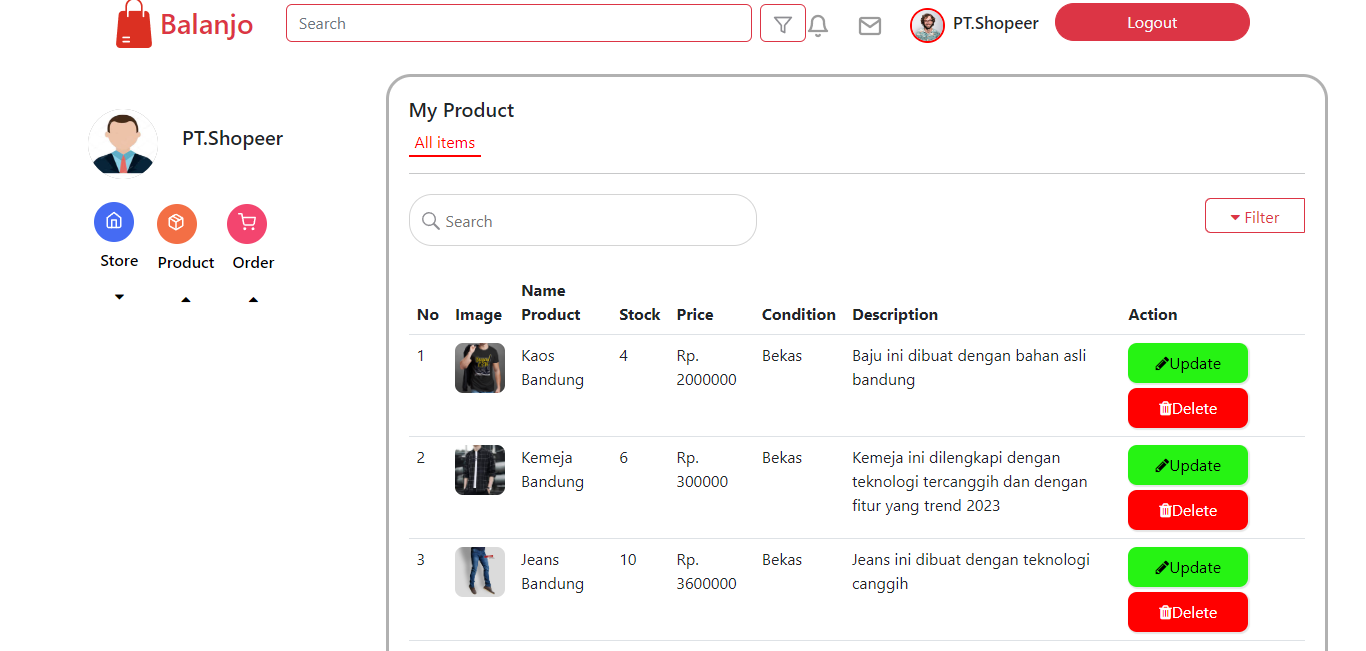 Balanjo
Search
PT.Shopeer
Logout
PT.Shopeer
Store
Product
Order
My Product
All items
Search
Filter
No Image Name Product Stock Price Condition Description Action
1 Kaos 4 Rp. Bekas Baju ini dibuat dengan bahan asli Update
Bandung 2000000 bandung
Delete
2 Kemeja 6 Rp. Bekas Kemeja ini dilengkapi dengan Update
Bandung 300000 teknologi tercanggih dan dengan
fitur yang trend 2023 Delete
3 Jeans 10 Rp. Bekas Jeans ini dibuat dengan teknologi Update
Bandung 3600000 canggih
Delete